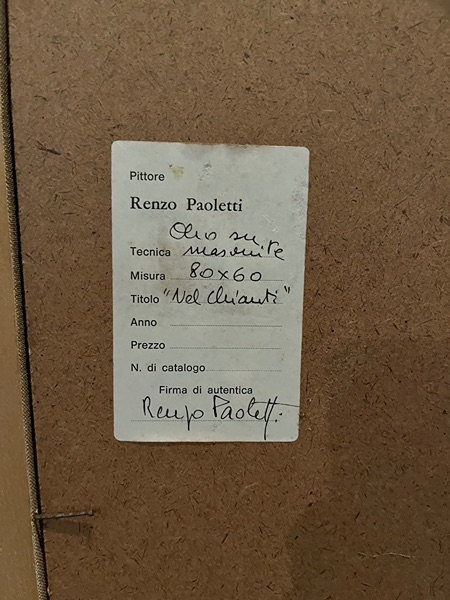 Pittore
Renzo Paoletti
Olio su
Tecnica masonite
Misura 80x60
Titolo "Nel Chianti"
Anno
Prezzo
N. di catalogo
Firma di autentica
Renzo Paoletti